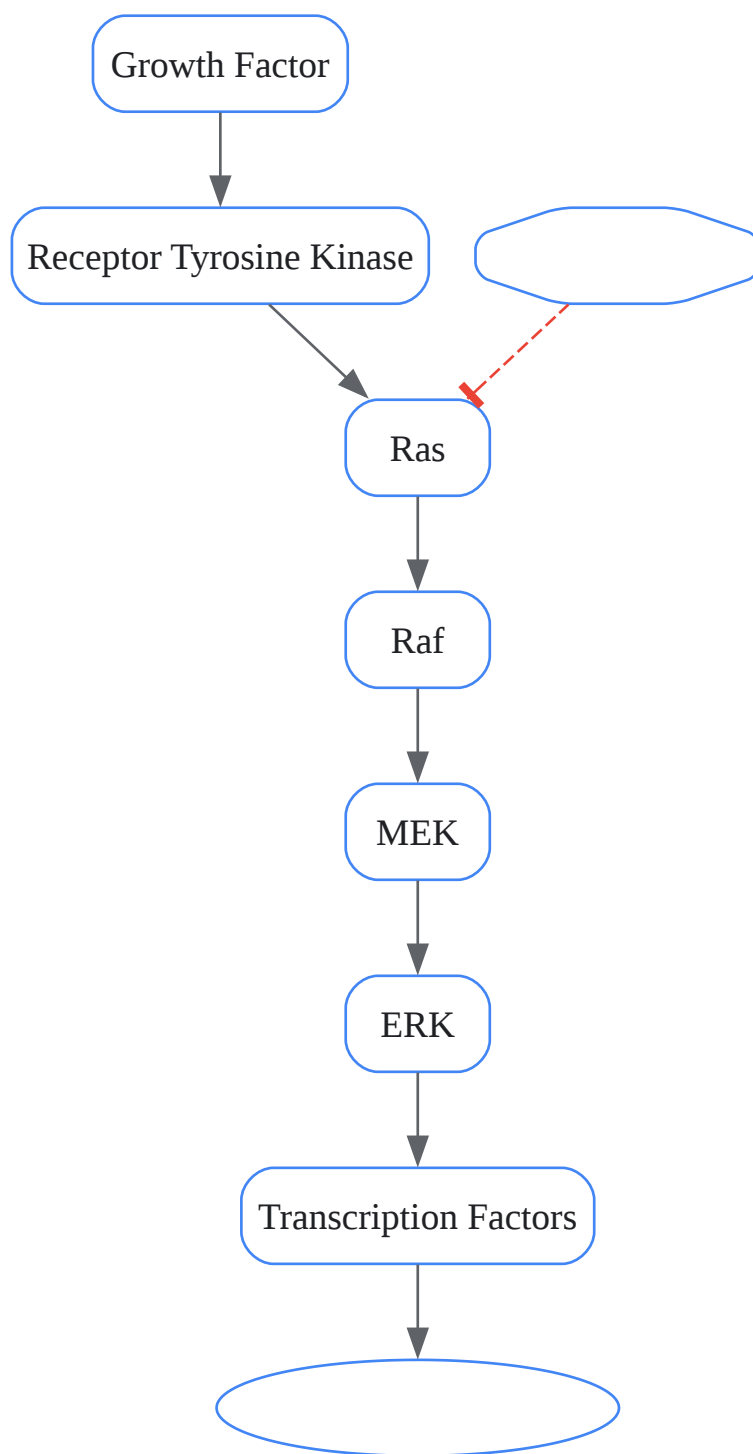 Growth Factor
Receptor Tyrosine Kinase
Ras
Raf
MEK
ERK
Transcription Factors